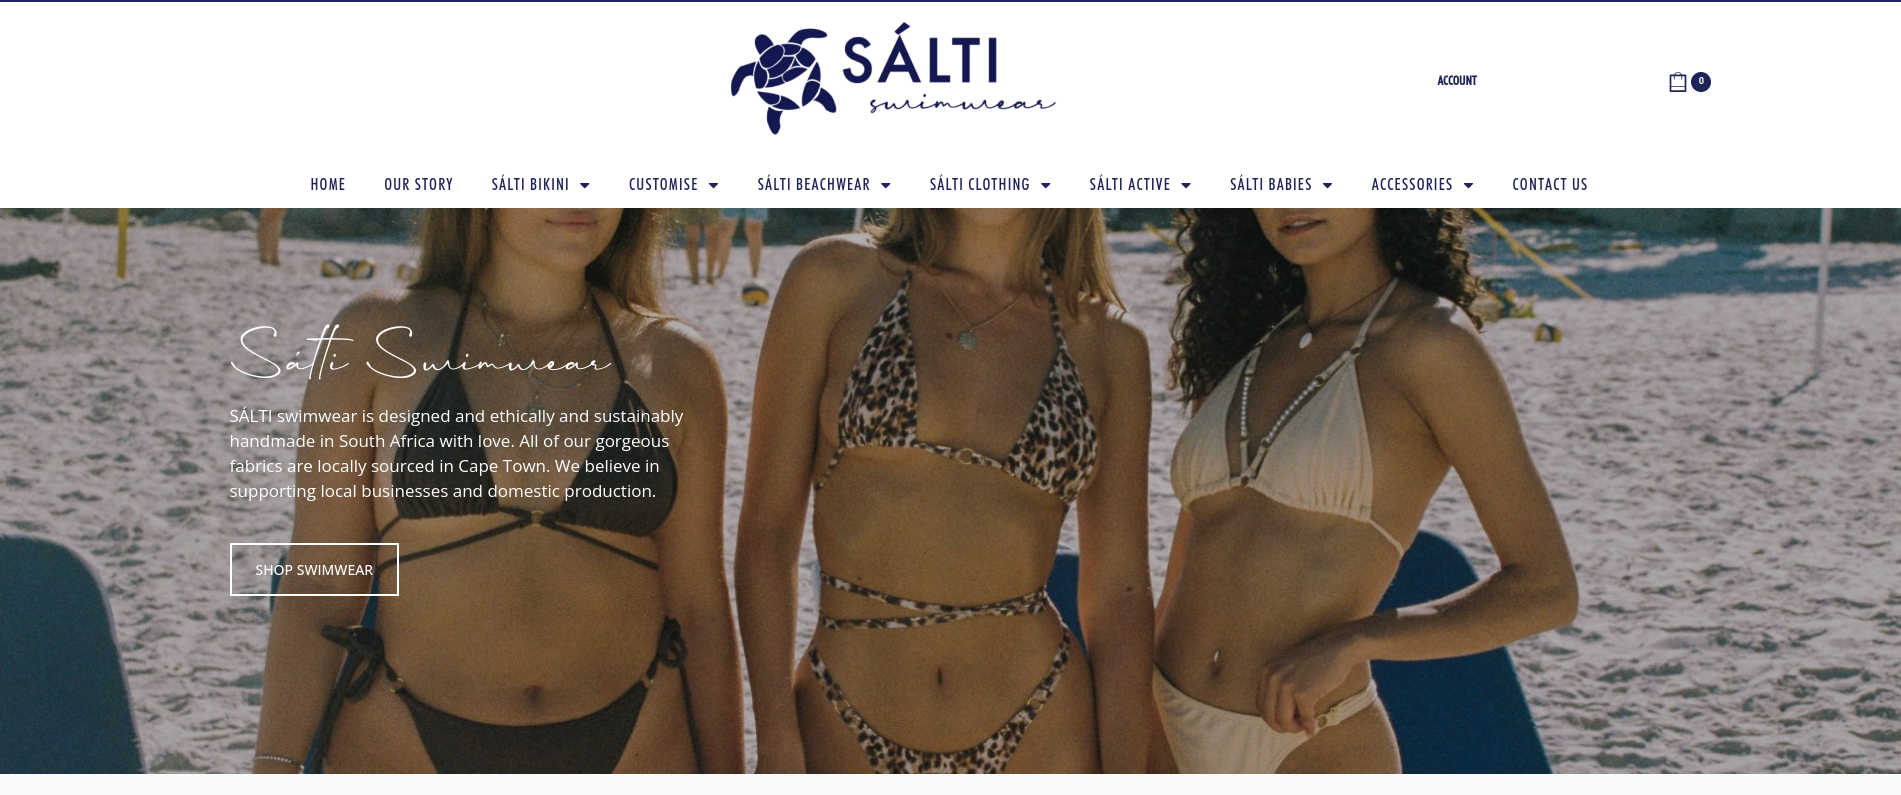 SÁLTI
swimwear
ACCOUNT
0
HOME OUR STORY SÁLTI BIKINI CUSTOMISE SÁLTI BEACHWEAR SÁLTI CLOTHING SÁLTI ACTIVE SÁLTI BABIES ACCESSORIES CONTACT US
Sálti Swimwear
SÁLTI swimwear is designed and ethically and sustainably
handmade in South Africa with love. All of our gorgeous
fabrics are locally sourced in Cape Town. We believe in
supporting local businesses and domestic production.
SHOP SWIMWEAR